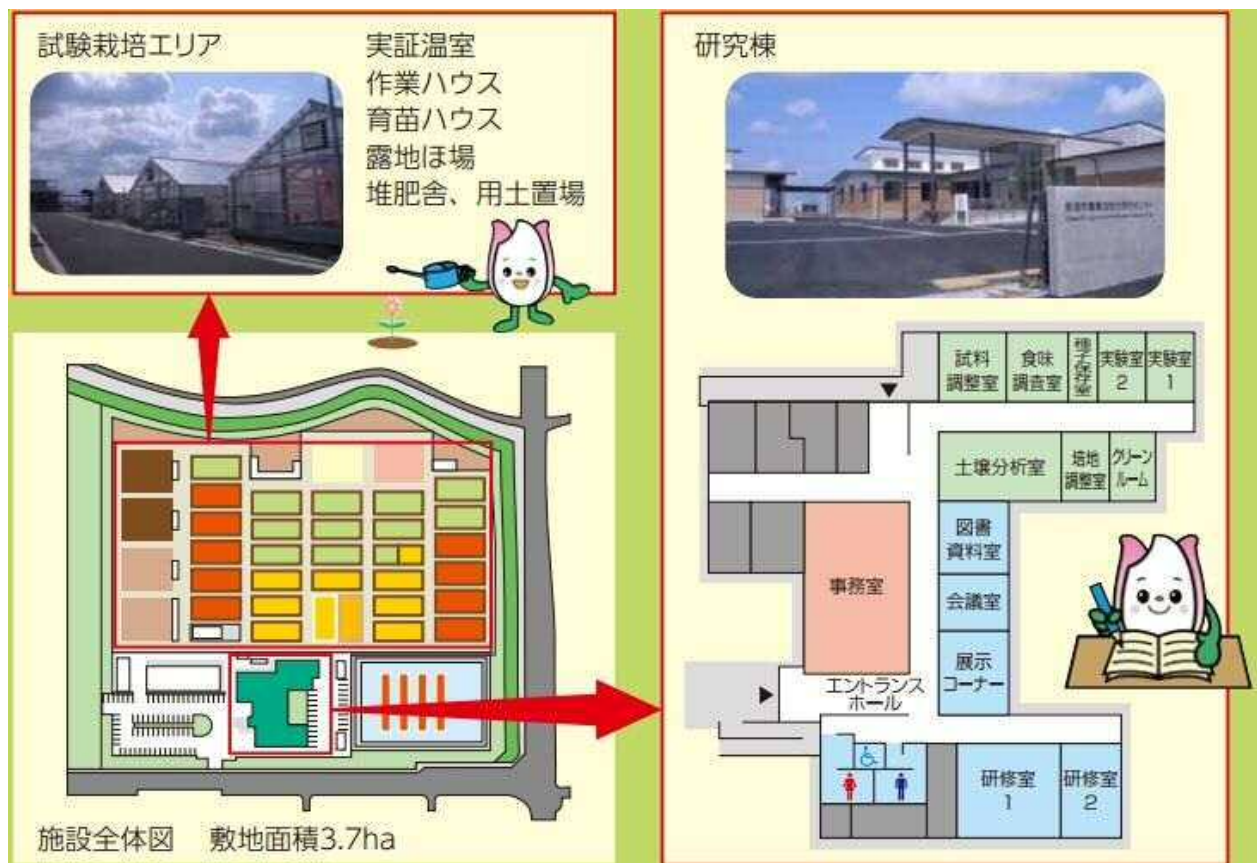 試験栽培エリア
実証温室
作業ハウス
育苗ハウス
露地ほ場
堆肥舎、用土置場
施設全体図 敷地面積3.7ha
研究棟
試料
調整室
食味
調査室
種子保存室
実験室
2
実験室
1
土壌分析室
培地
調整室
クリーン
ルーム
事務室
図書
資料室
会議室
展示
コーナー
エントランス
ホール
研修室
1
研修室
2